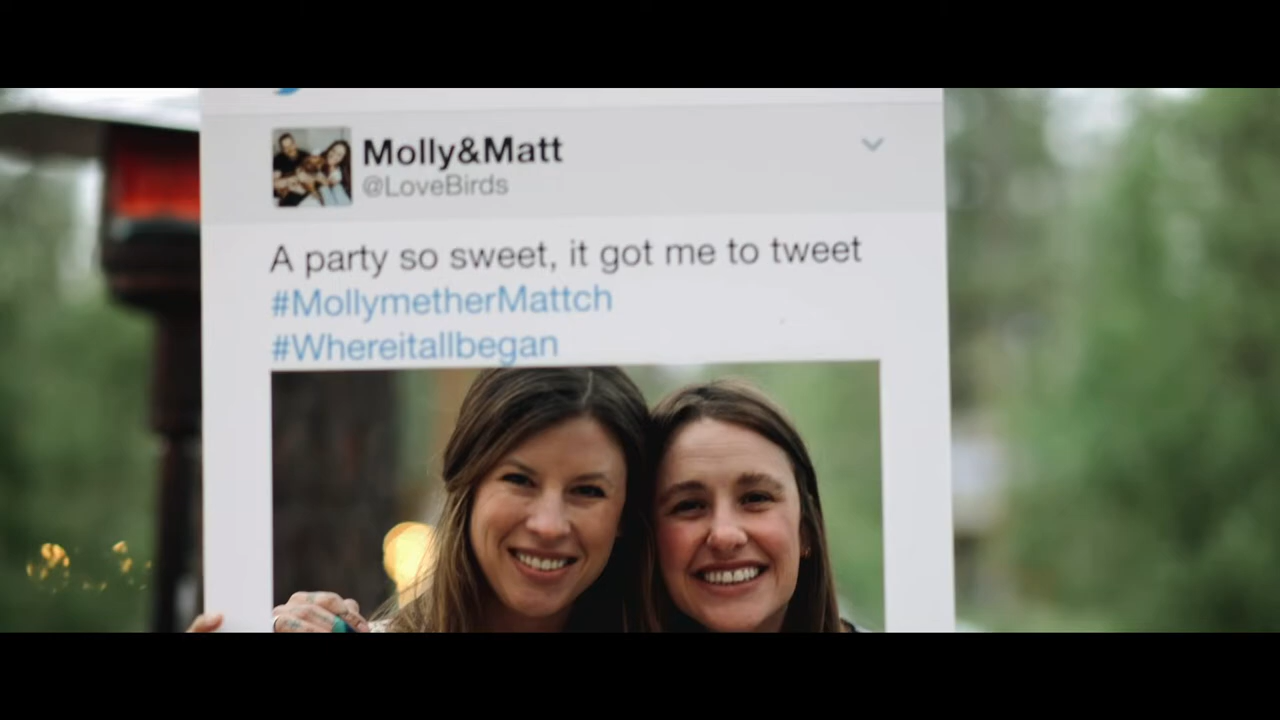 Molly&Matt
@LoveBirds
A party so sweet, it got me to tweet
#MollymetherMattch
#Whereitallbegan